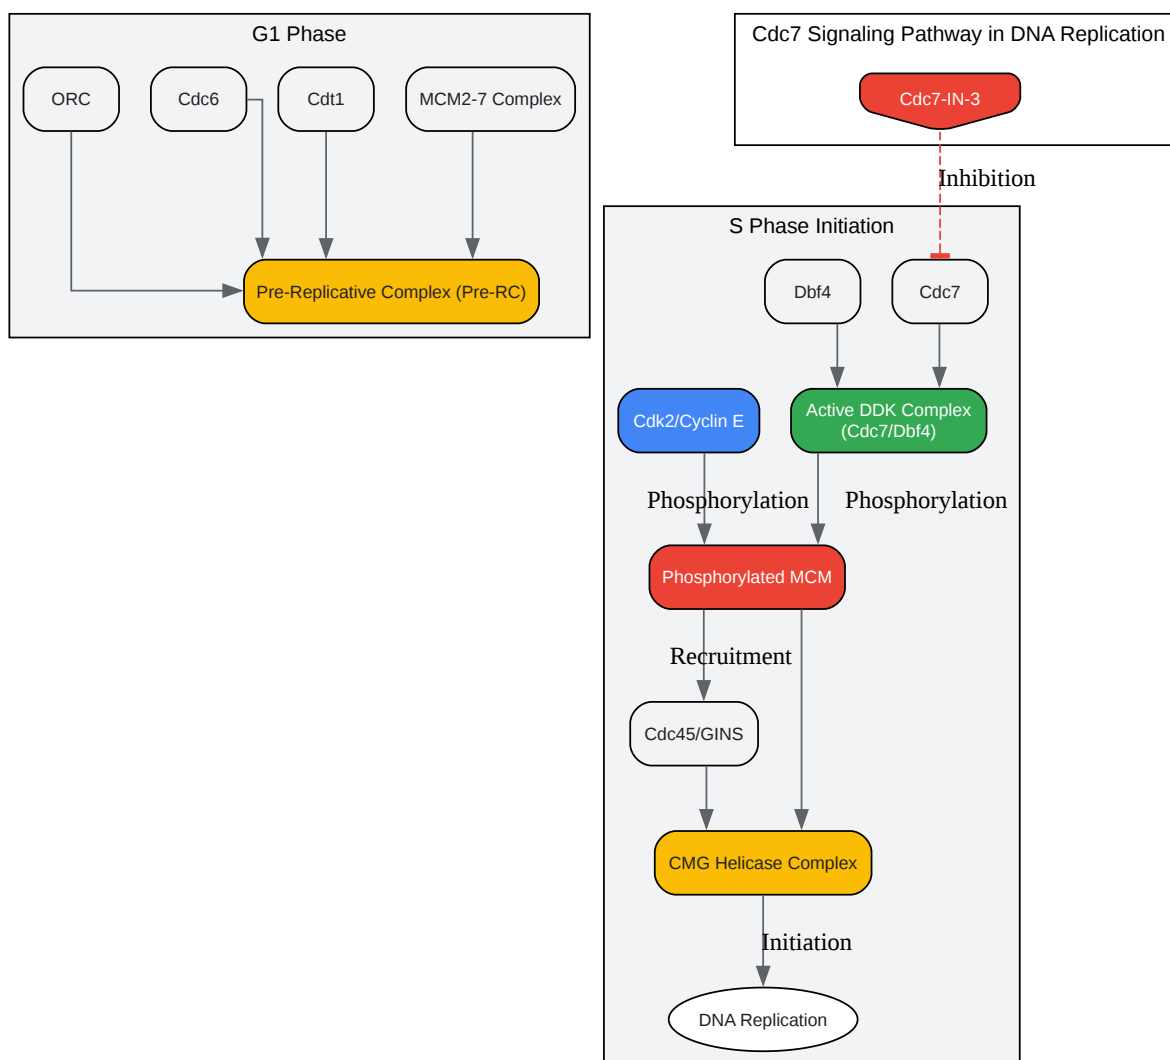 G1 Phase
ORC
Cdc6
Cdt1
MCM2-7 Complex
Pre-Replicative Complex (Pre-RC)
Cdc7 Signaling Pathway in DNA Replication
Cdc7-IN-3
Inhibition
S Phase Initiation
Dbf4
Cdc7
Cdk2/Cyclin E
Active DDK Complex
(Cdc7/Dbf4)
Phosphorylation
Phosphorylation
Phosphorylated MCM
Recruitment
Cdc45/GINS
CMG Helicase Complex
Initiation
DNA Replication